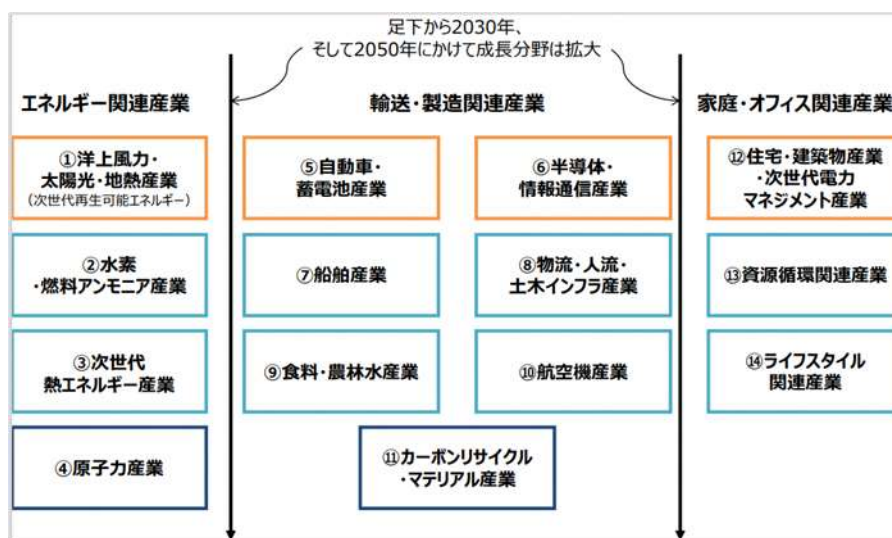 足下から2030年、
そして2050年にかけて成長分野は拡大
エネルギー関連産業
輸送・製造関連産業
家庭・オフィス関連産業
①洋上風力・
太陽光・地熱産業
(次世代再生可能エネルギー)
⑤自動車・
蓄電池産業
⑥半導体・
情報通信産業
⑫住宅・建築物産業
・次世代電力
マネジメント産業
②水素
・燃料アンモニア産業
⑦船舶産業
⑧物流・人流・
土木インフラ産業
⑬資源循環関連産業
③次世代
熱エネルギー産業
⑨食料・農林水産業
⑩航空機産業
⑭ライフスタイル
関連産業
④原子力産業
⑪カーボンリサイクル
・マテリアル産業